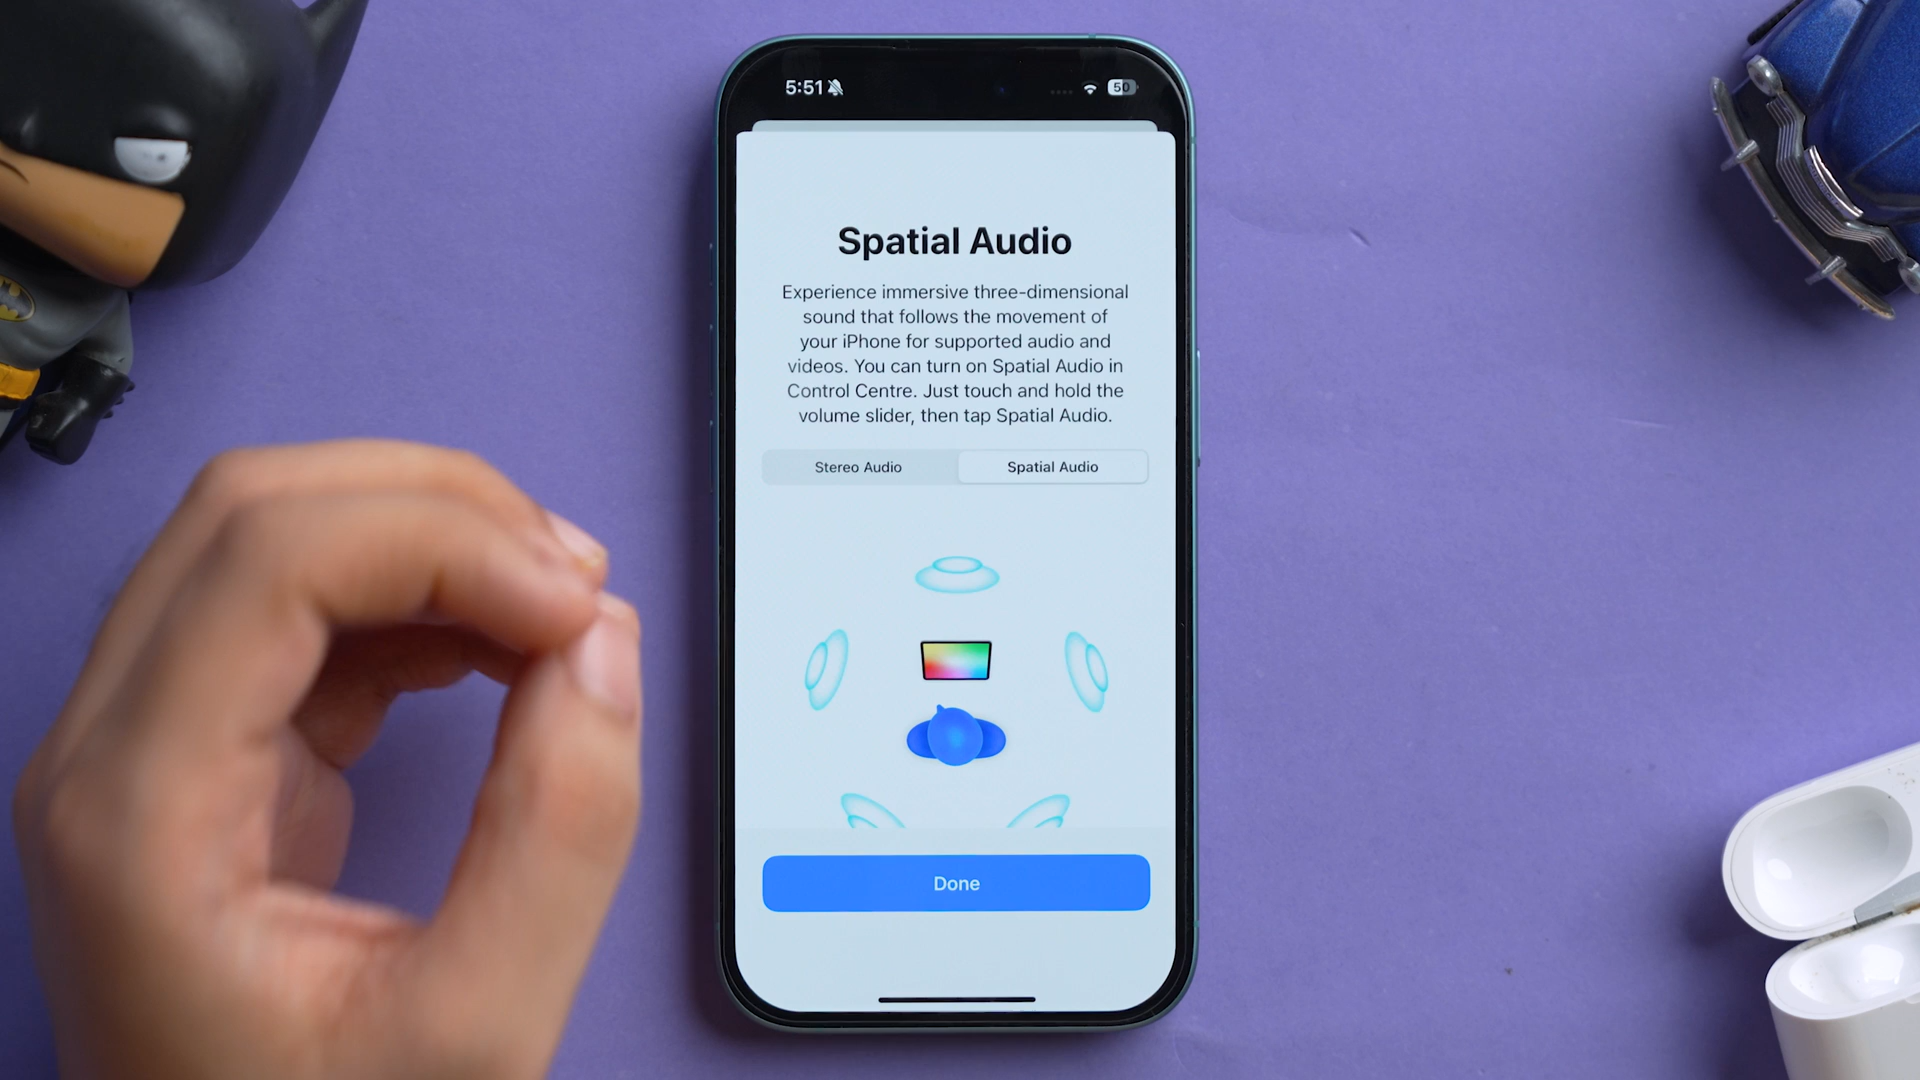 5:51
50
Spatial Audio
Experience immersive three-dimensional
sound that follows the movement of
your iPhone for supported audio and
videos. You can turn on Spatial Audio in
Control Centre. Just touch and hold the
volume slider, then tap Spatial Audio.
Stereo Audio
Spatial Audio
Done